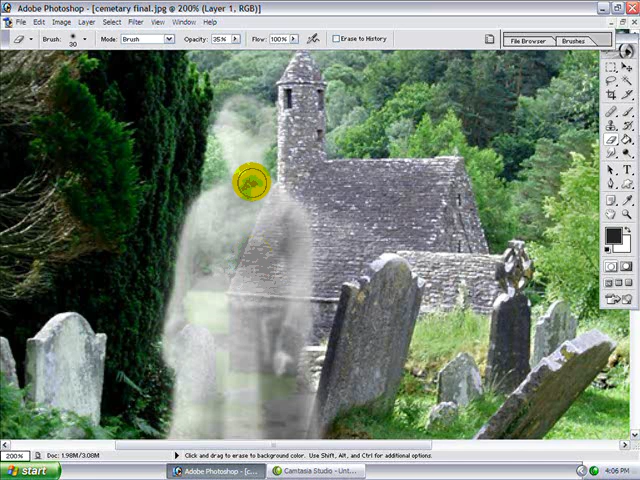 Adobe Photoshop - [cemetary final.jpg @ 200% (Layer 1, RGB)]
File Edit Image Layer Select Filter View Window Help
Brush: 30 Mode: Brush Opacity: 35% Flow: 100% Erase to History File Browser Brushes
200% Doc: 1.98M/3.08M Click and drag to erase to background color. Use Shift, Alt, and Ctrl for additional options.
start Adobe Photoshop - [c... Camtasia Studio - Unt... 4:06 PM